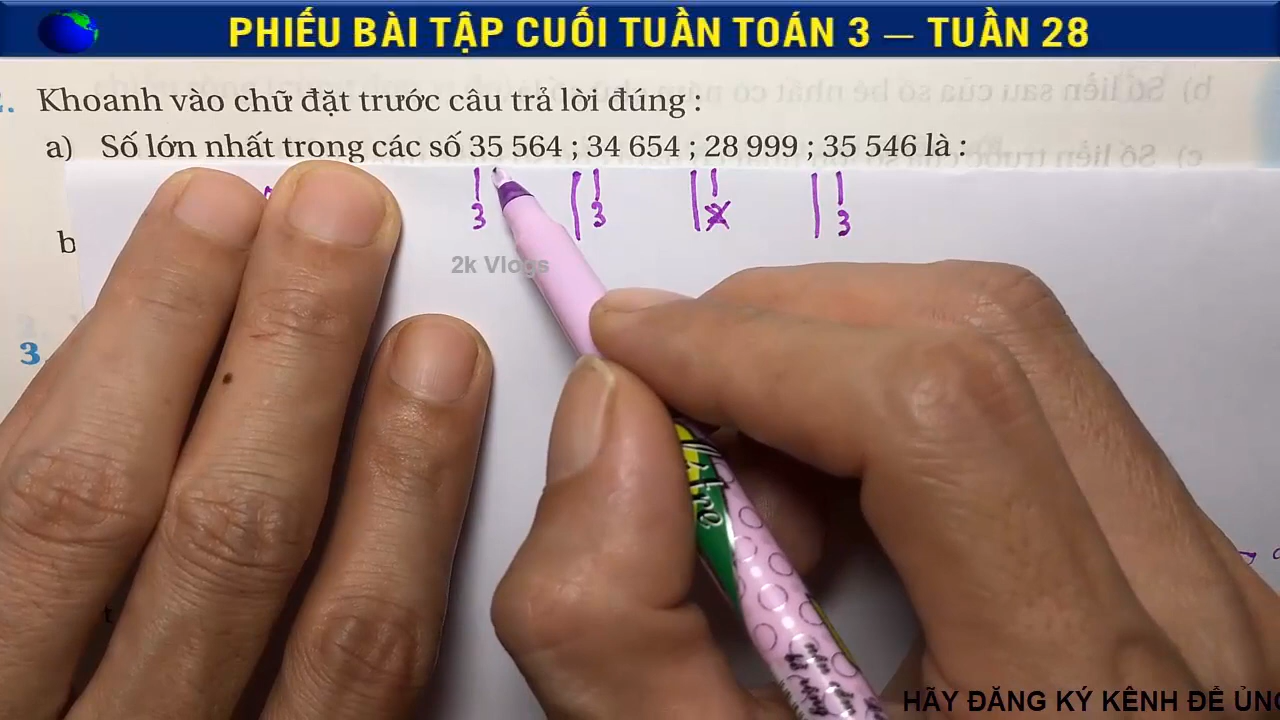 PHIẾU BÀI TẬP CUỐI TUẦN TOÁN 3 — TUẦN 28
Khoanh vào chữ đặt trước câu trả lời đúng :
a) Số lớn nhất trong các số 35 564 ; 34 654 ; 28 999 ; 35 546 là :
3 3 3
b
2k Vlogs
3.
HÃY ĐĂNG KÝ KÊNH ĐỂ ỦNG